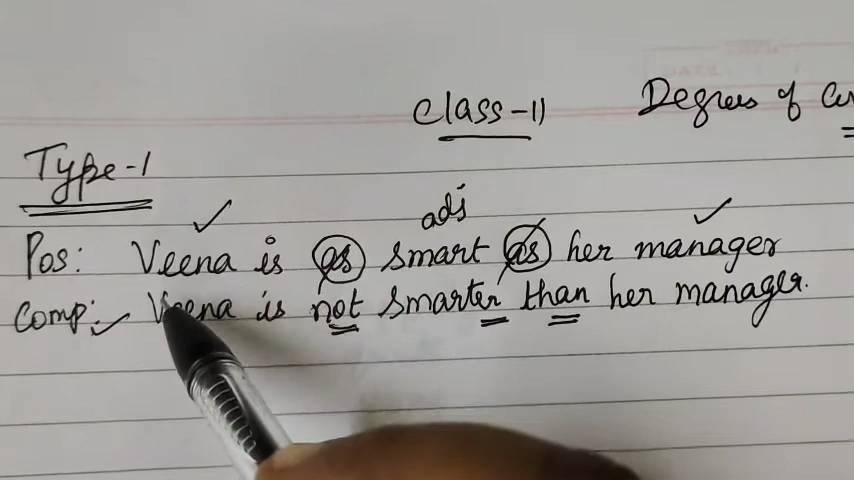 Class-11 Degrees of
Type-1
adj
Pos: Veena is as smart as her manager
Comp: Veena is not smarter than her manager.